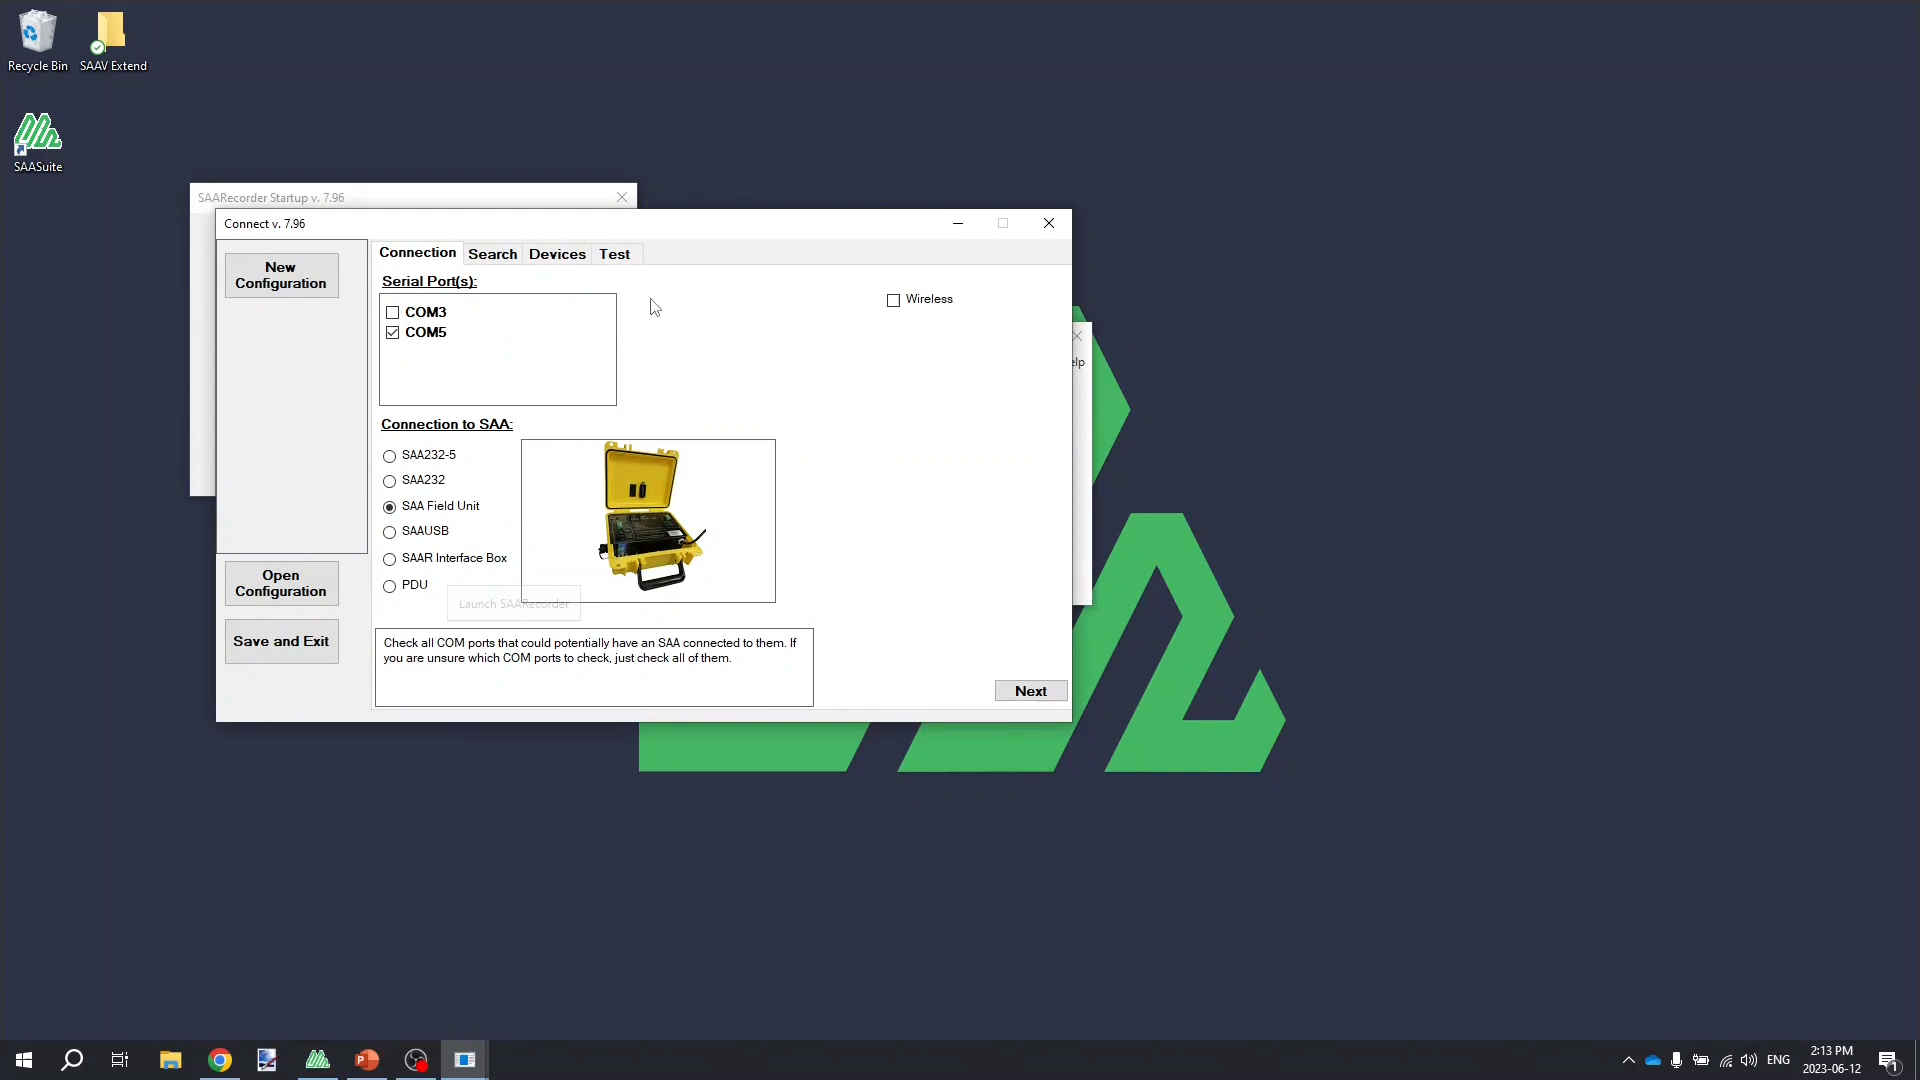 Recycle Bin
SAAV Extend
SAASuite
SAARecorder Startup v. 7.96
Connect v. 7.96
New
Configuration
Connection
Search
Devices
Test
Serial Port(s):
COM3
COM5
Wireless
elp
Connection to SAA:
SAA232-5
SAA232
SAA Field Unit
SAAUSB
SAAR Interface Box
PDU
Launch SAARecorder
Open
Configuration
Save and Exit
Check all COM ports that could potentially have an SAA connected to them. If
you are unsure which COM ports to check, just check all of them.
Next
ENG
2:13 PM
2023-06-12
1